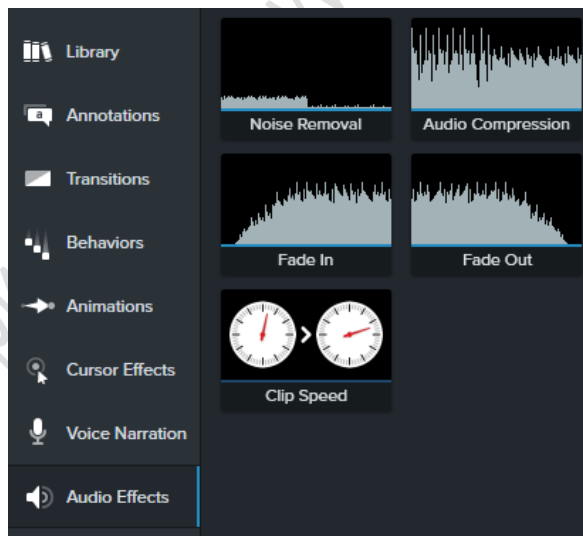 Library
Annotations
Transitions
Behaviors
Animations
Cursor Effects
Voice Narration
Audio Effects
Noise Removal
Audio Compression
Fade In
Fade Out
Clip Speed